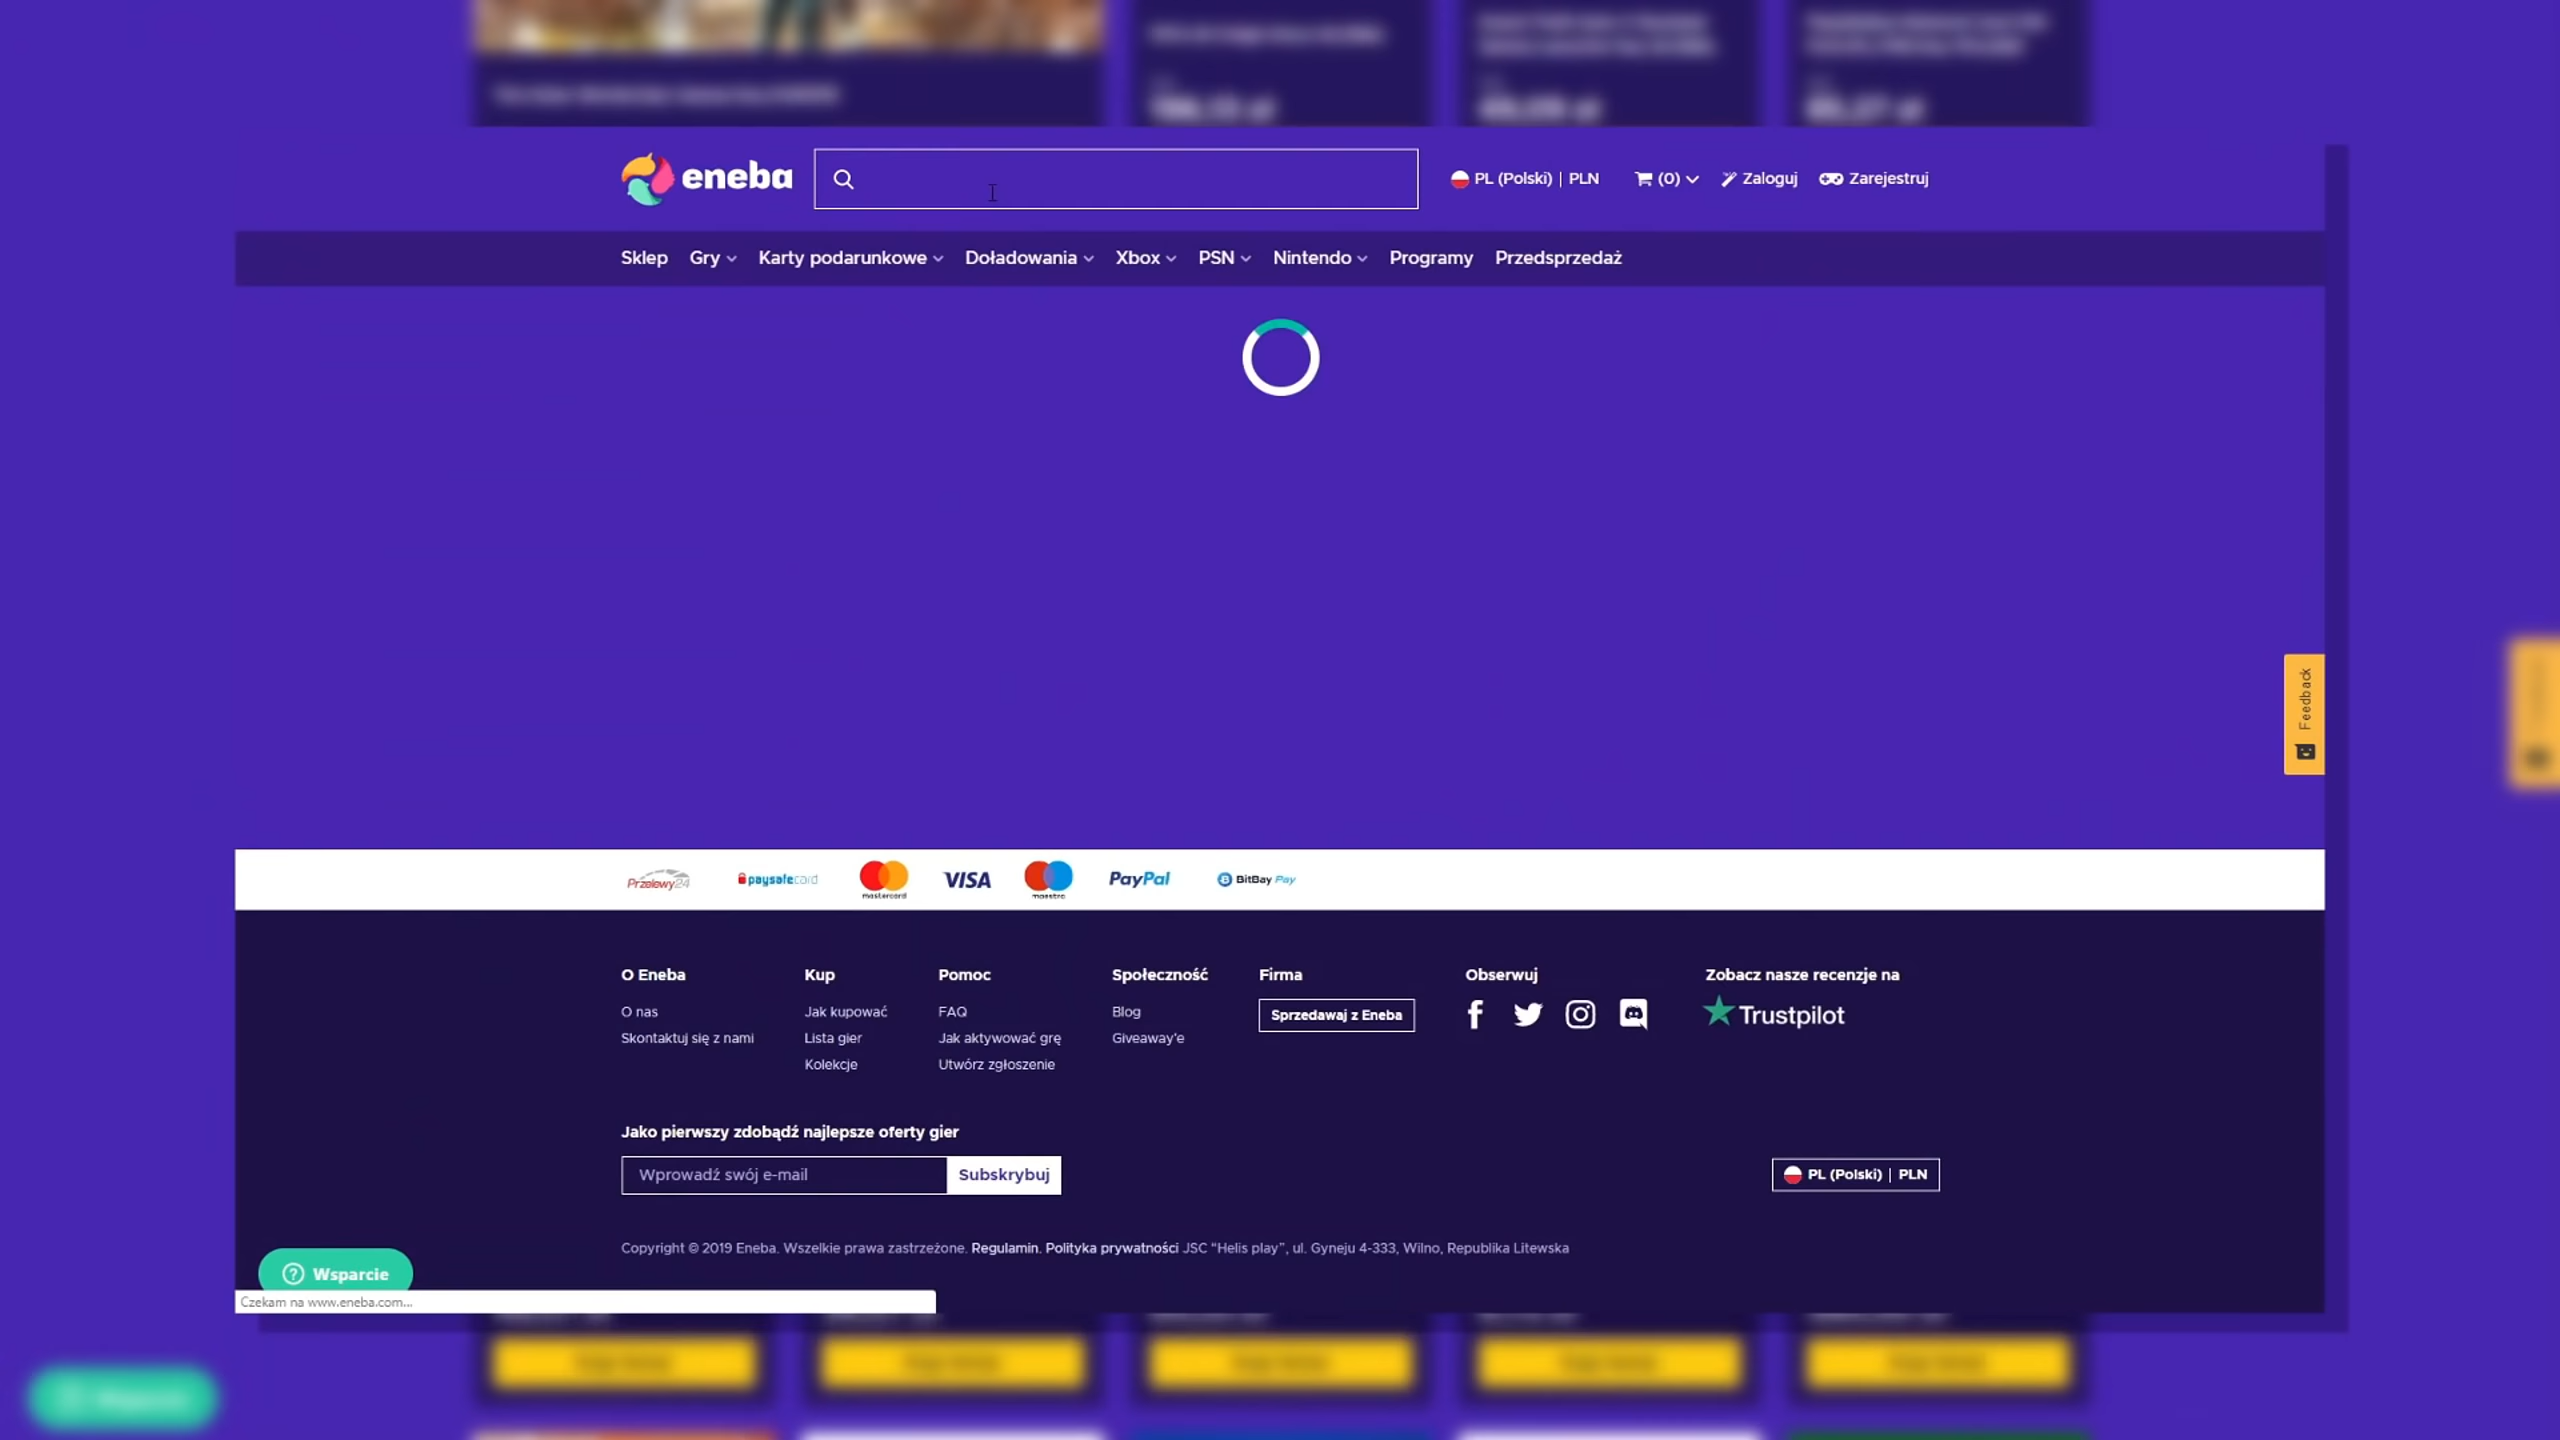 eneba
PL (Polski) | PLN
(0)
Zaloguj
Zarejestruj
Sklep
Gry
Karty podarunkowe
Doładowania
Xbox
PSN
Nintendo
Programy
Przedsprzedaż
Feedback
Przelewy24
paysafecard
mastercard
VISA
maestro
PayPal
BitBay Pay
O Eneba
O nas
Skontaktuj się z nami
Kup
Jak kupować
Lista gier
Kolekcje
Pomoc
FAQ
Jak aktywować grę
Utwórz zgłoszenie
Społeczność
Blog
Giveaway'e
Firma
Sprzedawaj z Eneba
Obserwuj
Zobacz nasze recenzje na
Trustpilot
Jako pierwszy zdobądź najlepsze oferty gier
Wprowadź swój e-mail
Subskrybuj
PL (Polski) | PLN
Copyright © 2019 Eneba. Wszelkie prawa zastrzeżone. Regulamin. Polityka prywatności JSC “Helis play”, ul. Gyneju 4-333, Wilno, Republika Litewska
Wsparcie
Czekam na www.eneba.com...